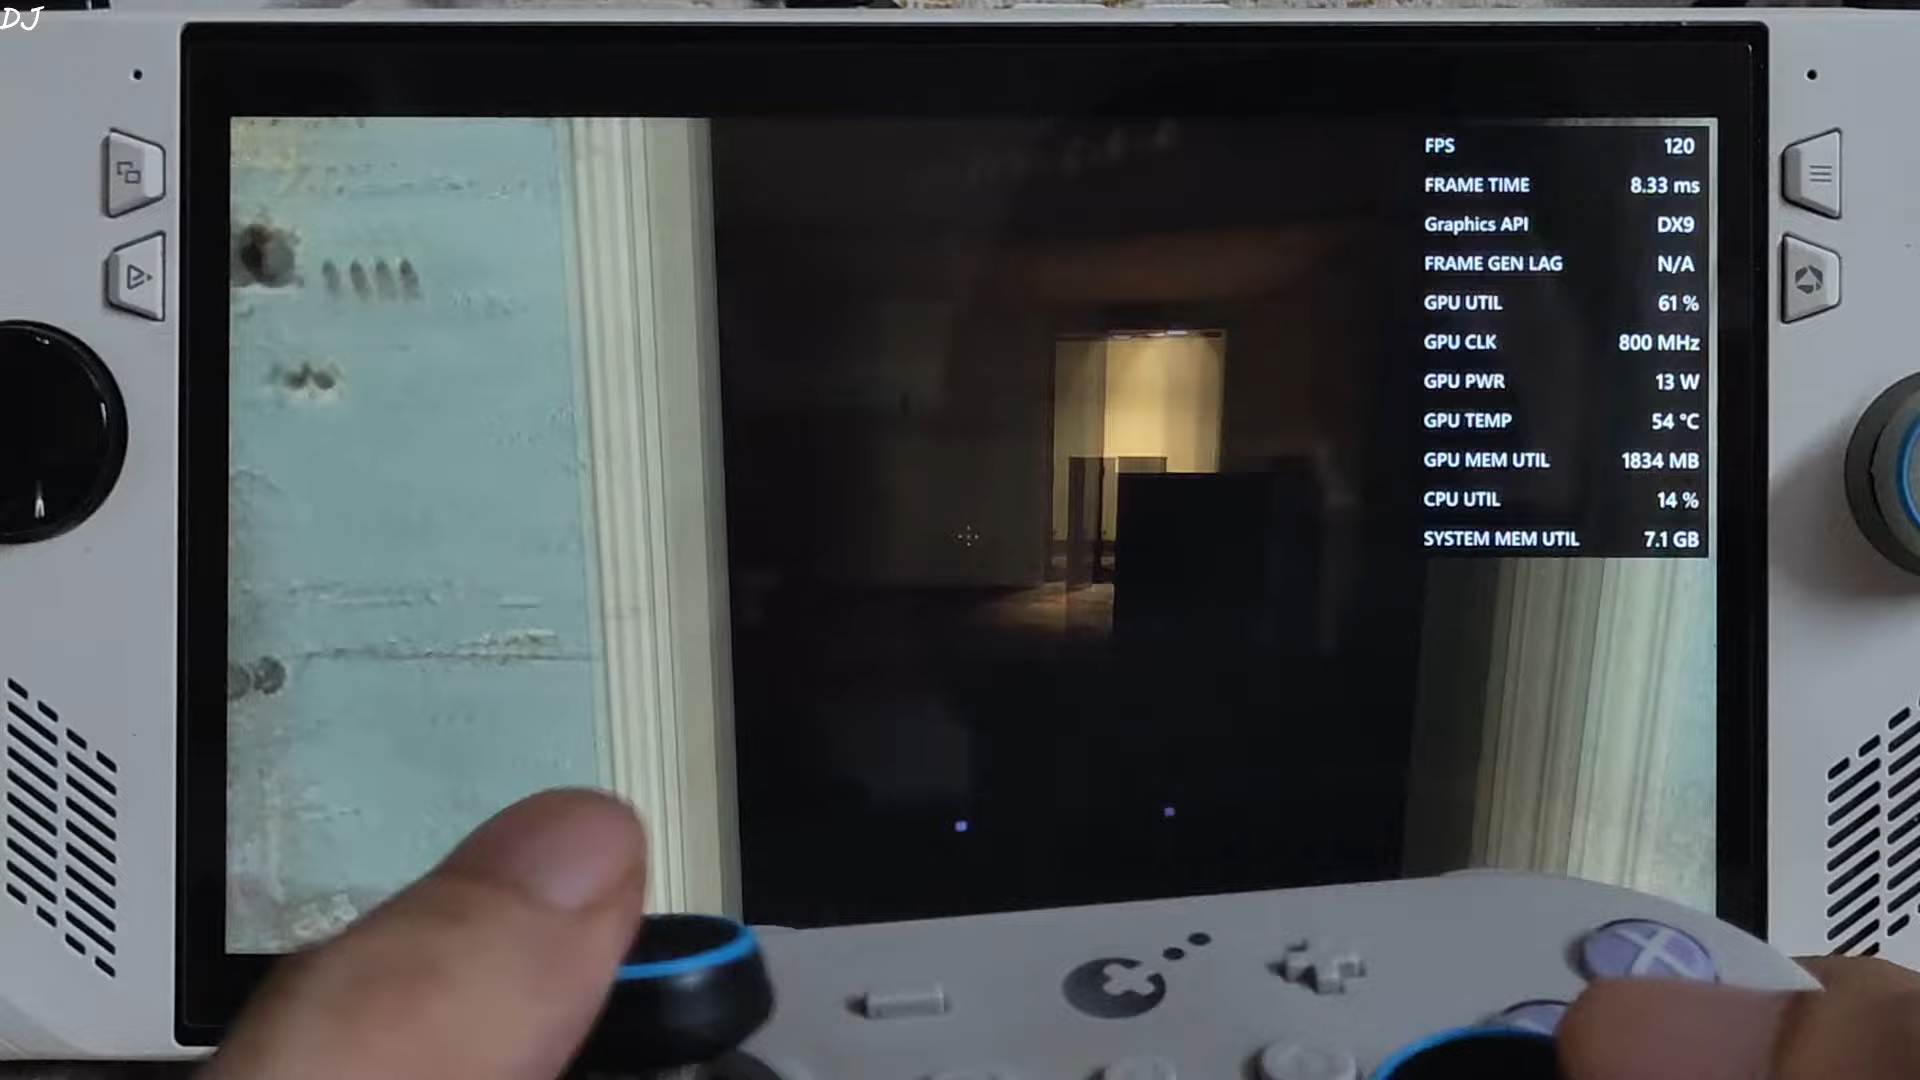 DJ
FPS 120
FRAME TIME 8.33 ms
Graphics API DX9
FRAME GEN LAG N/A
GPU UTIL 61 %
GPU CLK 800 MHz
GPU PWR 13 W
GPU TEMP 54 °C
GPU MEM UTIL 1834 MB
CPU UTIL 14 %
SYSTEM MEM UTIL 7.1 GB
X